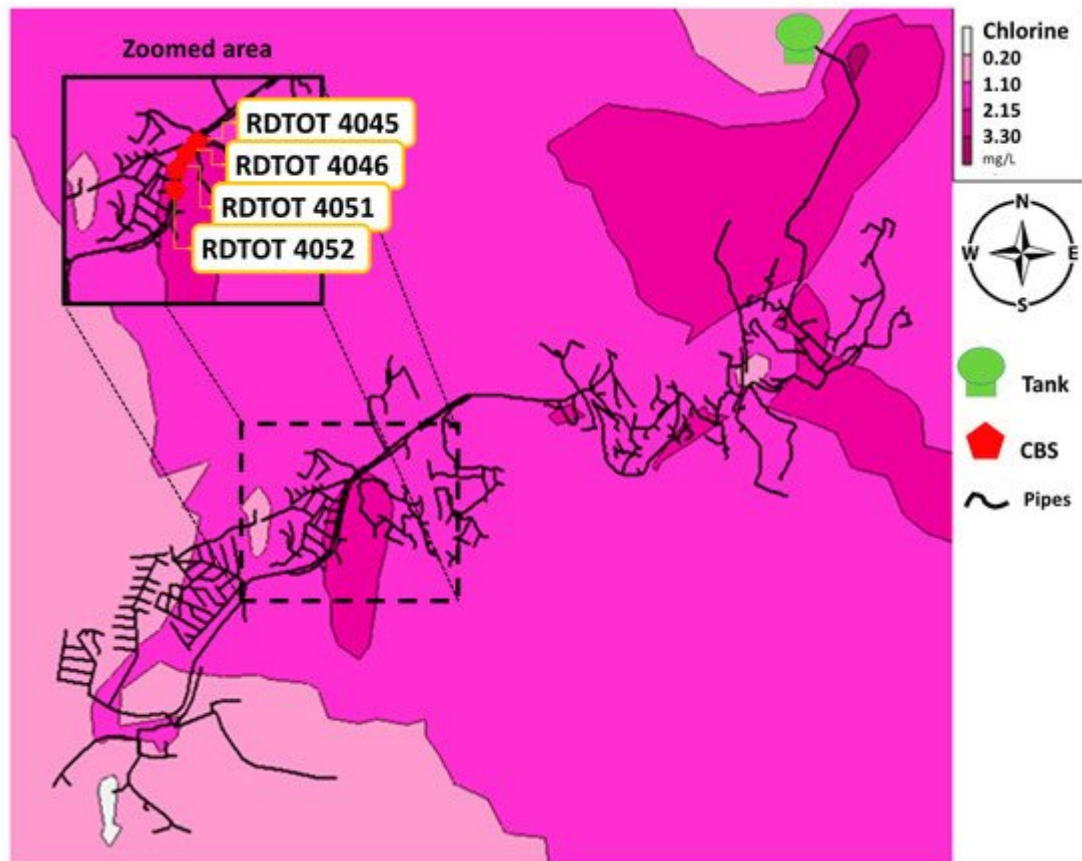 Zoomed area
RDTOT 4045
RDTOT 4046
RDTOT 4051
RDTOT 4052
Chlorine
0.20
1.10
2.15
3.30
mg/L
N
W
E
S
Tank
CBS
Pipes